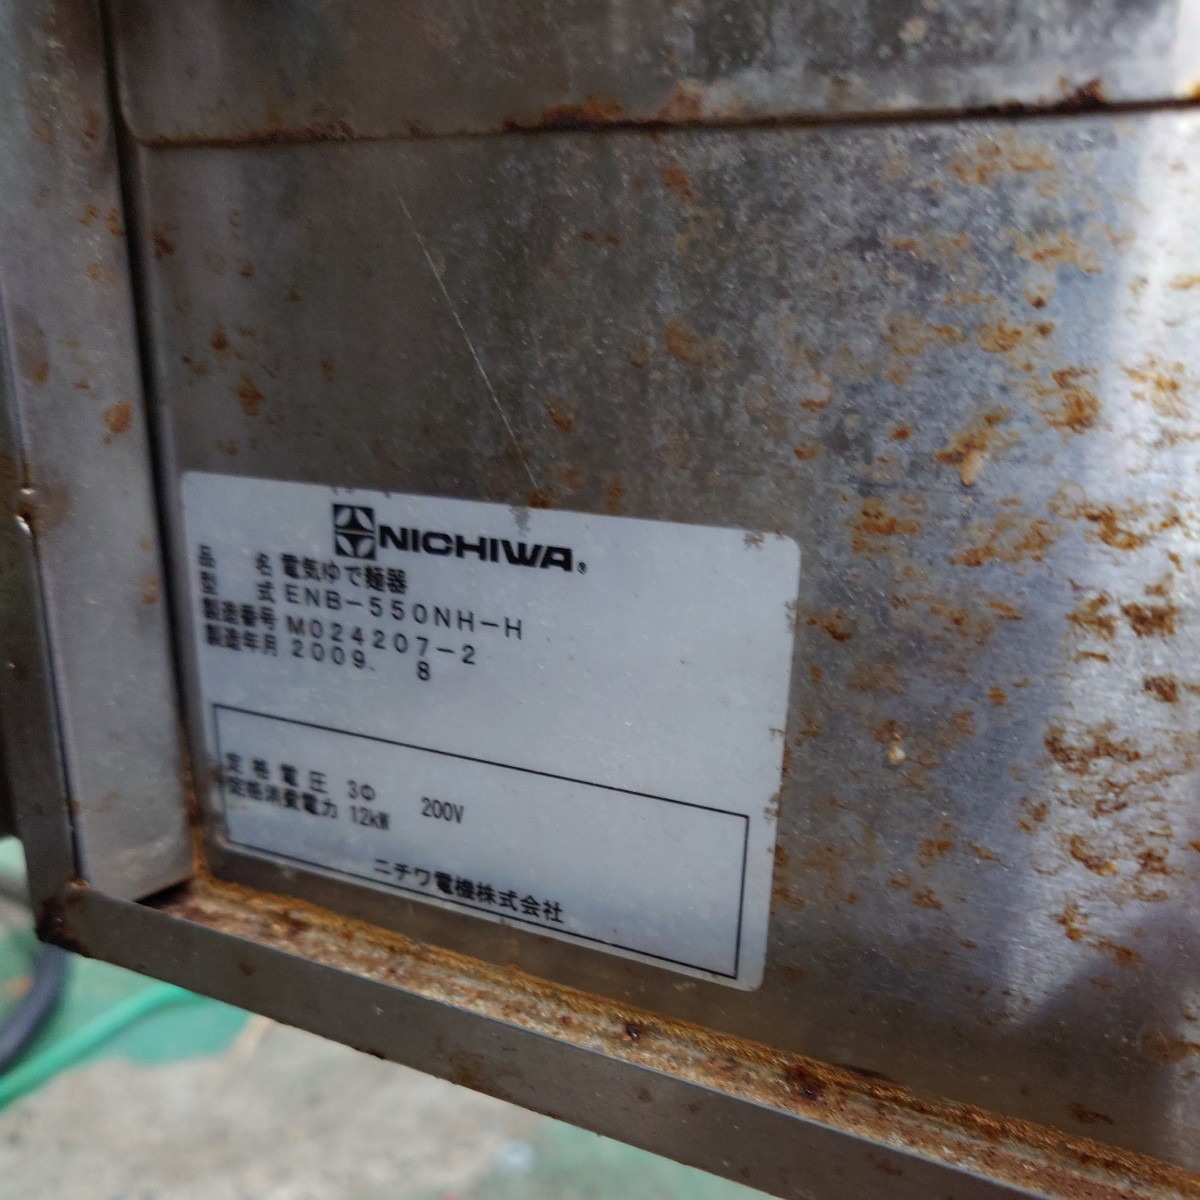 NICHIWA®
品 名 電気ゆで麺器
型 式 ENB-550NH-H
製造番号 M024207-2
製造年月 2009. 8
定格電圧 3Φ 200V
定格消費電力 12kW
ニチワ電機株式会社